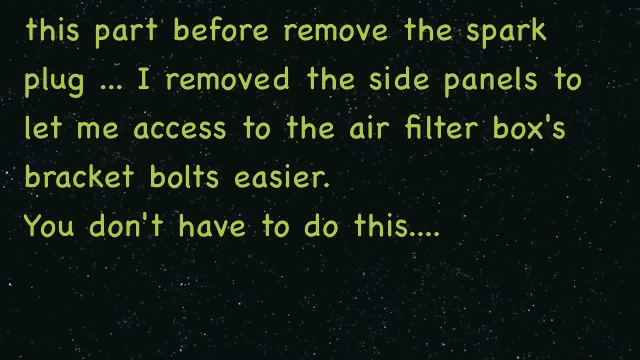 this part before remove the spark
plug ... I removed the side panels to
let me access to the air filter box's
bracket bolts easier.
You don't have to do this....